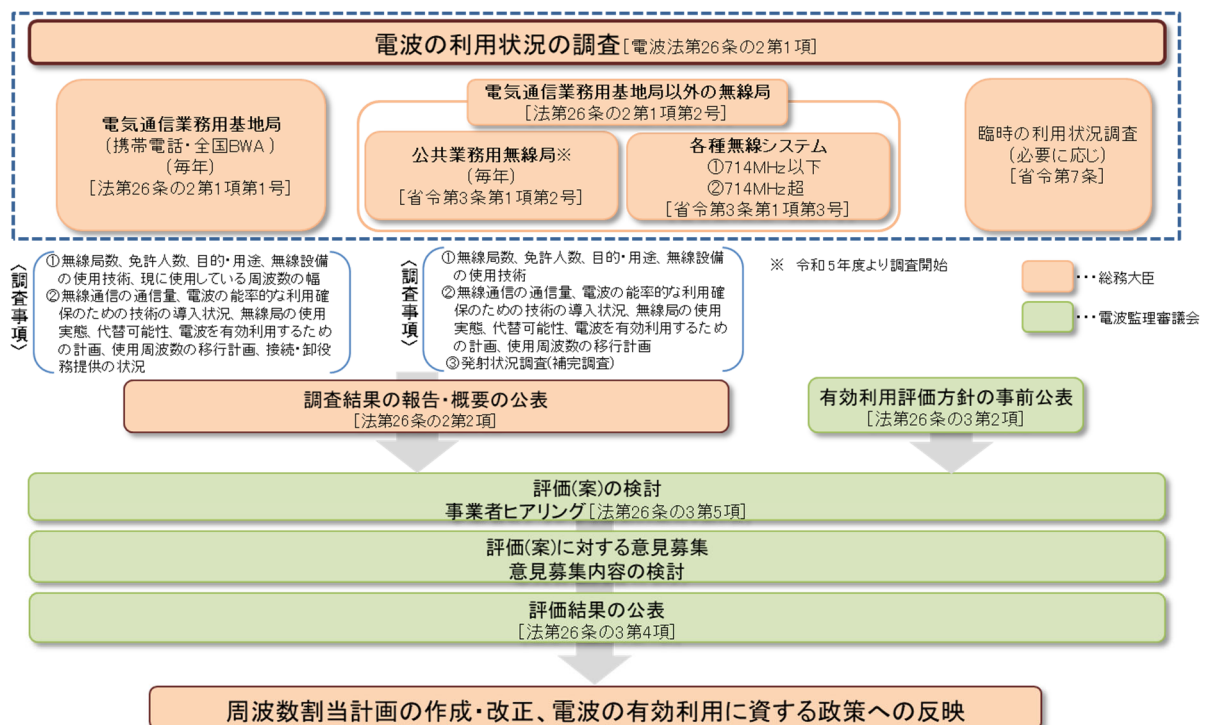 電波の利用状況の調査[電波法第26条の2第1項]
電気通信業務用基地局
(携帯電話・全国BWA)
(毎年)
[法第26条の2第1項第1号]
電気通信業務用基地局以外の無線局
[法第26条の2第1項第2号]
公共業務用無線局※
(毎年)
[省令第3条第1項第2号]
各種無線システム
①714MHz以下
②714MHz超
[省令第3条第1項第3号]
臨時の利用状況調査
(必要に応じ)
[省令第7条]
〈調査事項〉
①無線局数、免許人数、目的・用途、無線設備
の使用技術、現に使用している周波数の幅
②無線通信の通信量、電波の能率的な利用確
保のための技術の導入状況、無線局の使用
実態、代替可能性、電波を有効利用するため
の計画、使用周波数の移行計画、接続・卸役
務提供の状況
〈調査事項〉
①無線局数、免許人数、目的・用途、無線設備
の使用技術
②無線通信の通信量、電波の能率的な利用確
保のための技術の導入状況、無線局の使用
実態、代替可能性、電波を有効利用するため
の計画、使用周波数の移行計画
③発射状況調査(補完調査)
※ 令和5年度より調査開始
・・・総務大臣
・・・電波監理審議会
調査結果の報告・概要の公表
[法第26条の2第2項]
有効利用評価方針の事前公表
[法第26条の3第2項]
評価(案)の検討
事業者ヒアリング[法第26条の3第5項]
評価(案)に対する意見募集
意見募集内容の検討
評価結果の公表
[法第26条の3第4項]
周波数割当計画の作成・改正、電波の有効利用に資する政策への反映